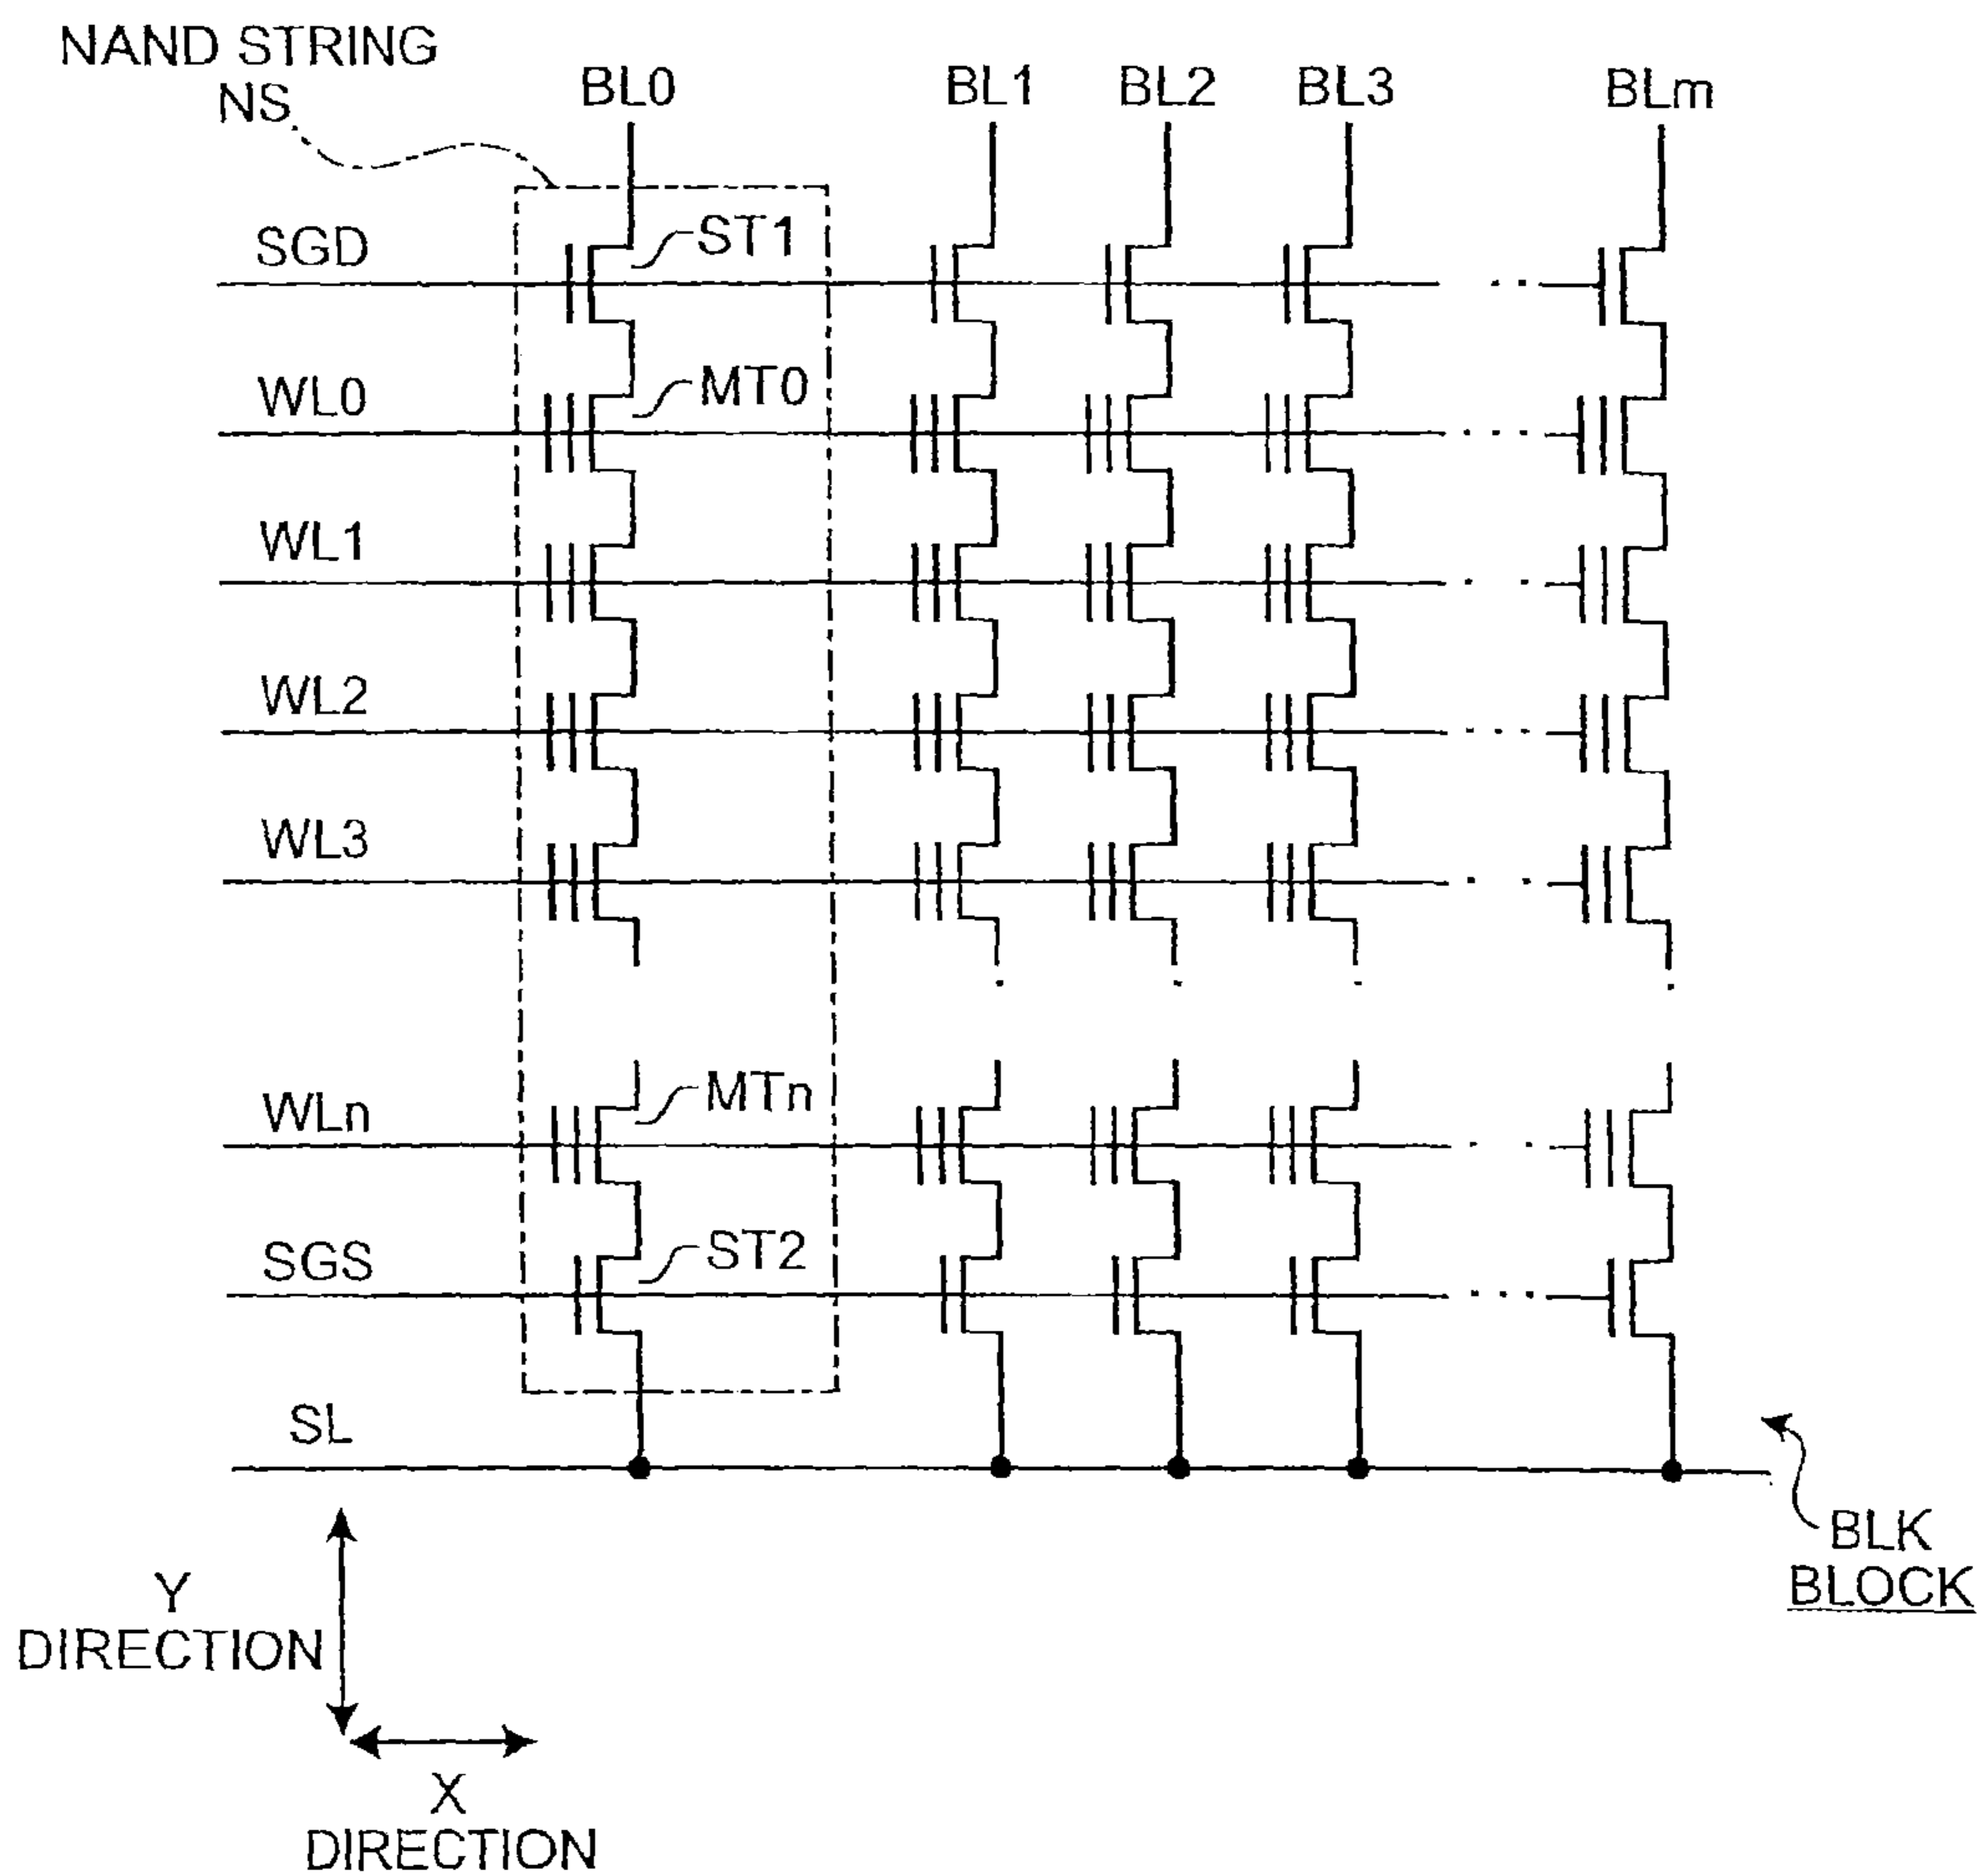 NAND STRING
NS
BL0 BL1 BL2 BL3 BLm
SGD
ST1
WL0
MT0
WL1
WL2
WL3
WLn
MTn
SGS
ST2
SL
BLK
BLOCK
Y
DIRECTION
X
DIRECTION